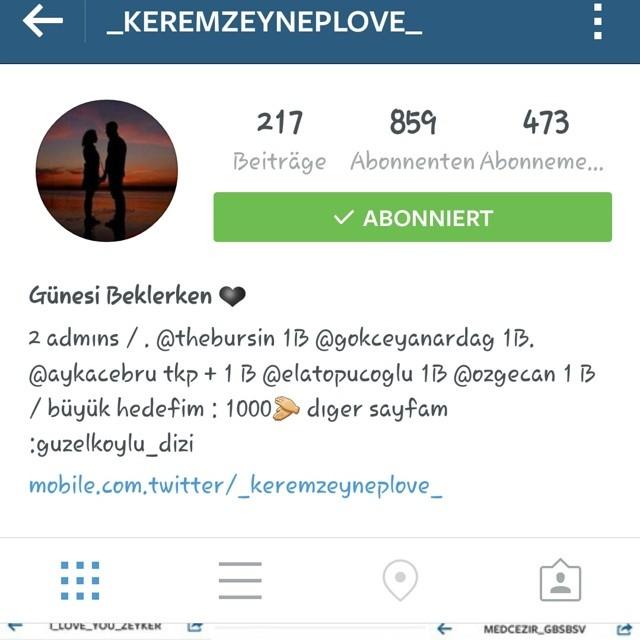 _KEREMZEYNEPLOVE_
217 859 473
Beiträge Abonnenten Abonneme...
ABONNIERT
Günesi Beklerken
2 admıns / . @thebursin 1B @gokceyanardag 1B.
@aykacebru tkp + 1 B @elatopucoglu 1B @ozgecan 1 B
/ büyük hedefim : 1000 dıger sayfam
:guzelkoylu_dizi
mobile.com.twitter/_keremzeyneplove_
I_LOVE_YOU_ZEYKER MEDCEZIR_GBSBSV